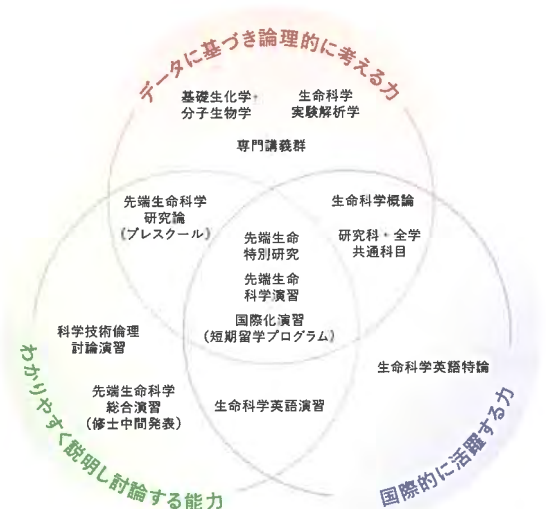 データに基づき論理的に考える力
基礎生化学・
分子生物学
生命科学
実験解析学
専門講義群
先端生命科学
研究論
(プレスクール)
生命科学概論
研究科・全学
共通科目
先端生命
特別研究
先端生命
科学演習
国際化演習
(短期留学プログラム)
科学技術倫理
討論演習
先端生命科学
総合演習
(修士中間発表)
生命科学英語演習
生命科学英語特論
わかりやすく説明し討論する能力
国際的に活躍する力